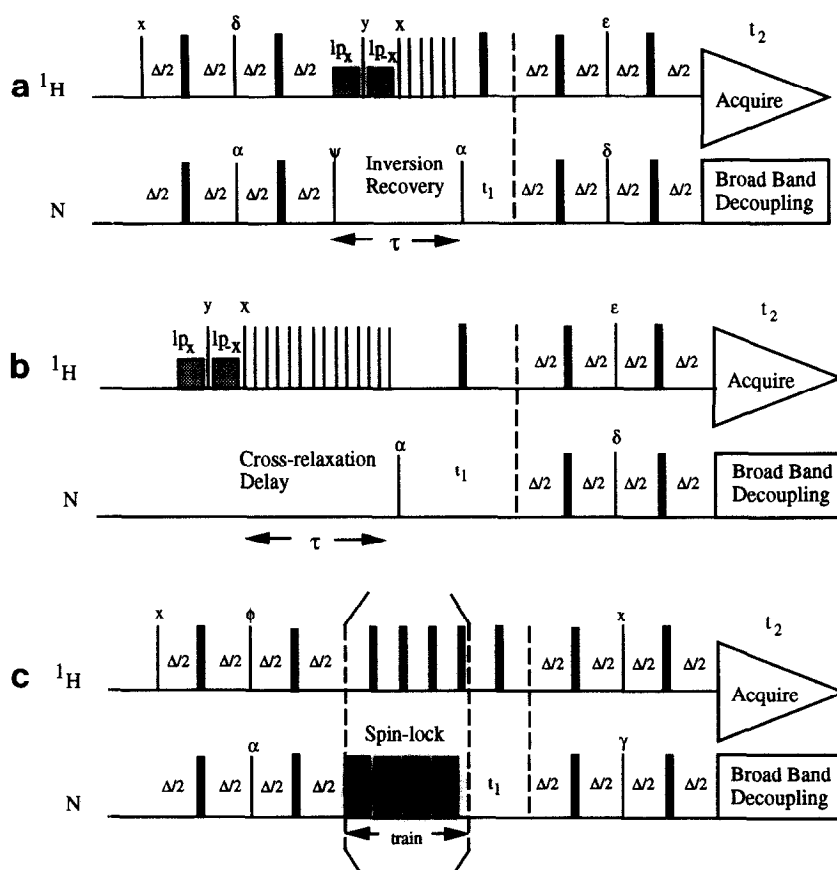 x δ y x ε t₂
lpₓ lp₋ₓ
a ¹H Δ/2 Δ/2 Δ/2 Δ/2 Δ/2 Δ/2 Δ/2 Δ/2 Acquire
α ψ Inversion Recovery α δ
N Δ/2 Δ/2 Δ/2 Δ/2 t₁ Δ/2 Δ/2 Δ/2 Δ/2 Broad Band Decoupling
τ
y x ε t₂
lpₓ lp₋ₓ
b ¹H Δ/2 Δ/2 Δ/2 Δ/2 Acquire
Cross-relaxation Delay α δ
N t₁ Δ/2 Δ/2 Δ/2 Δ/2 Broad Band Decoupling
τ
x ϕ x t₂
c ¹H Δ/2 Δ/2 Δ/2 Δ/2 Δ/2 Δ/2 Δ/2 Δ/2 Acquire
α Spin-lock γ
N Δ/2 Δ/2 Δ/2 Δ/2 t₁ Δ/2 Δ/2 Δ/2 Δ/2 Broad Band Decoupling
train